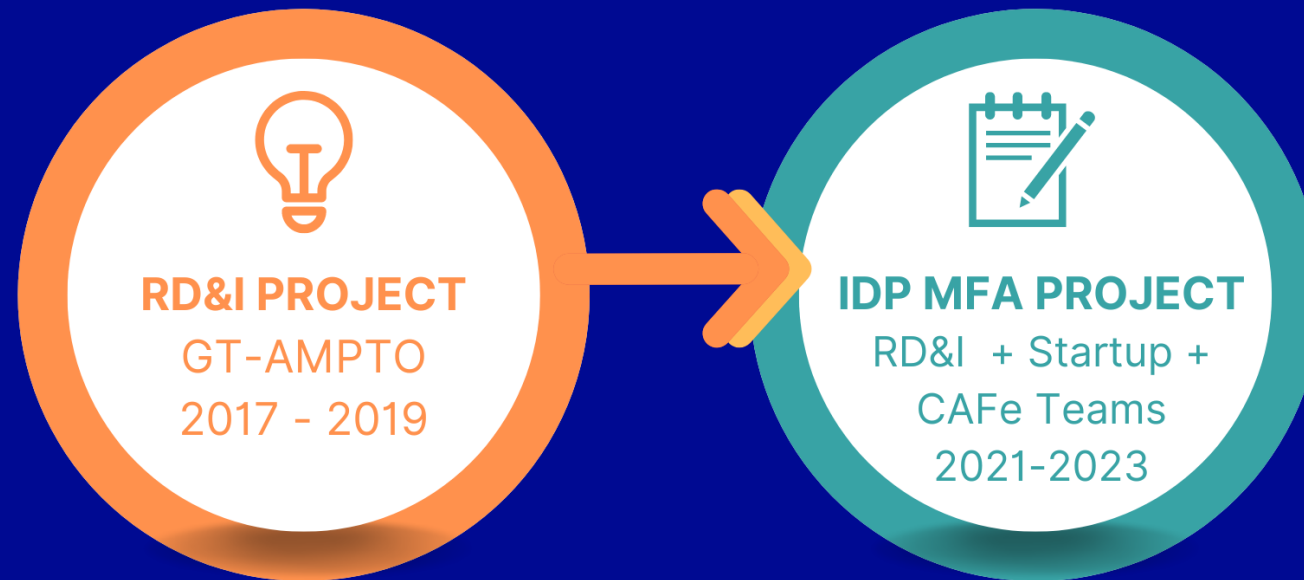 RD&I PROJECT
GT-AMPTO
2017 - 2019
IDP MFA PROJECT
RD&I + Startup +
CAFe Teams
2021-2023